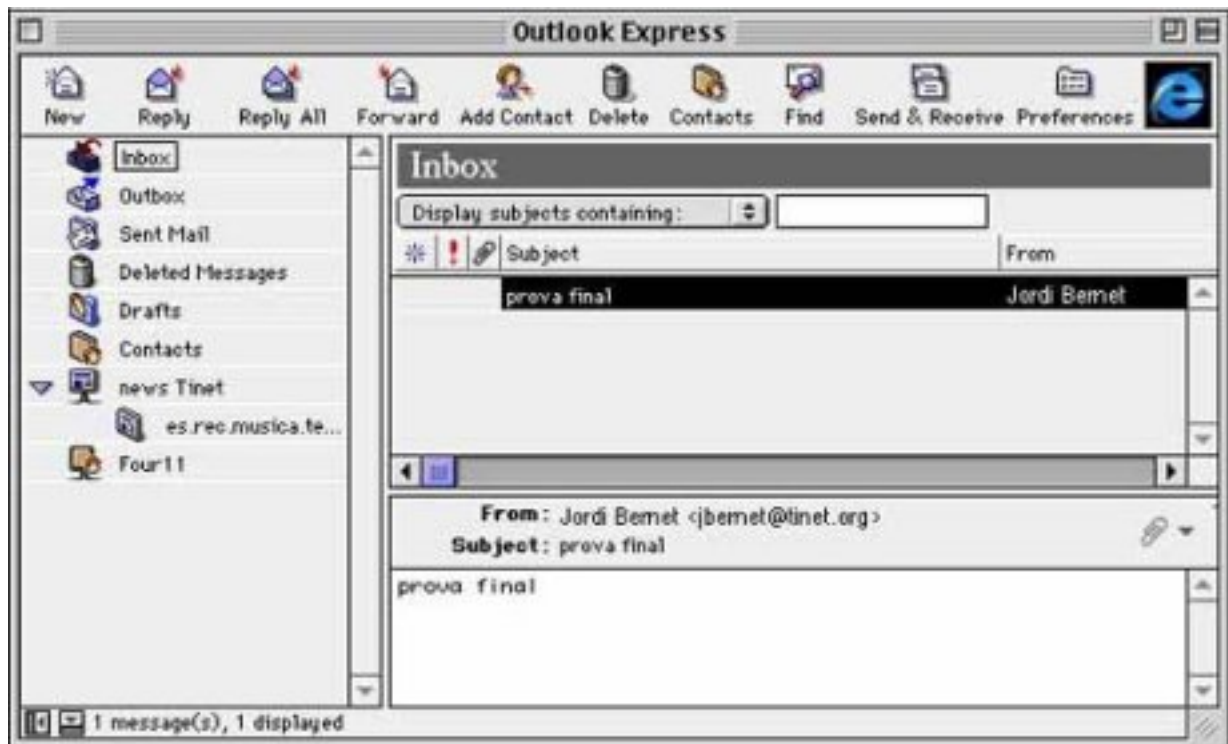 Outlook Express
New Reply Reply All Forward Add Contact Delete Contacts Find Send & Receive Preferences
Inbox
Outbox
Sent Mail
Deleted Messages
Drafts
Contacts
news Tinet
es.rec.musica.te...
Four11
Inbox
Display subjects containing:
Subject From
prova final Jordi Bernet
From: Jordi Bernet <jbernet@tinet.org>
Subject: prova final
prova final
1 message(s), 1 displayed